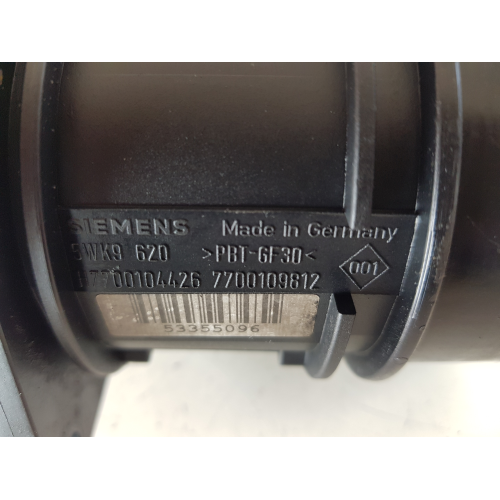 SIEMENS Made in Germany
5WK9 620 >PBT-GF30<
7700104426 7700109812
001
53355096